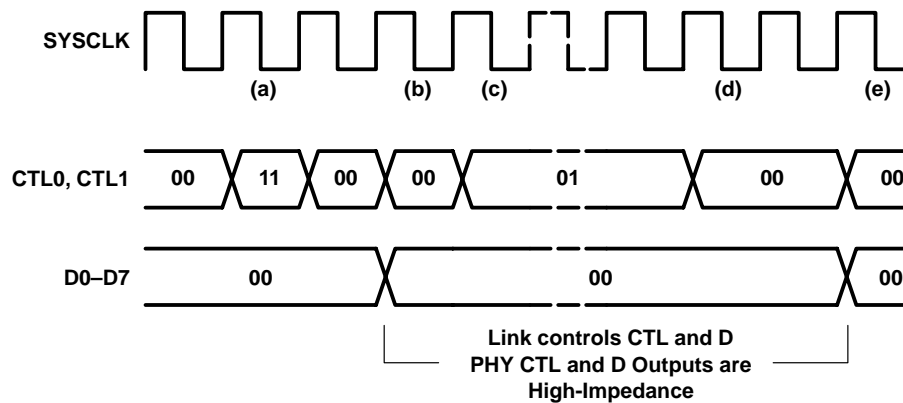 SYSCLK
(a) (b) (c) (d) (e)
CTL0, CTL1 00 11 00 00 01 00 00
D0–D7 00 00 00
Link controls CTL and D
PHY CTL and D Outputs are
High-Impedance